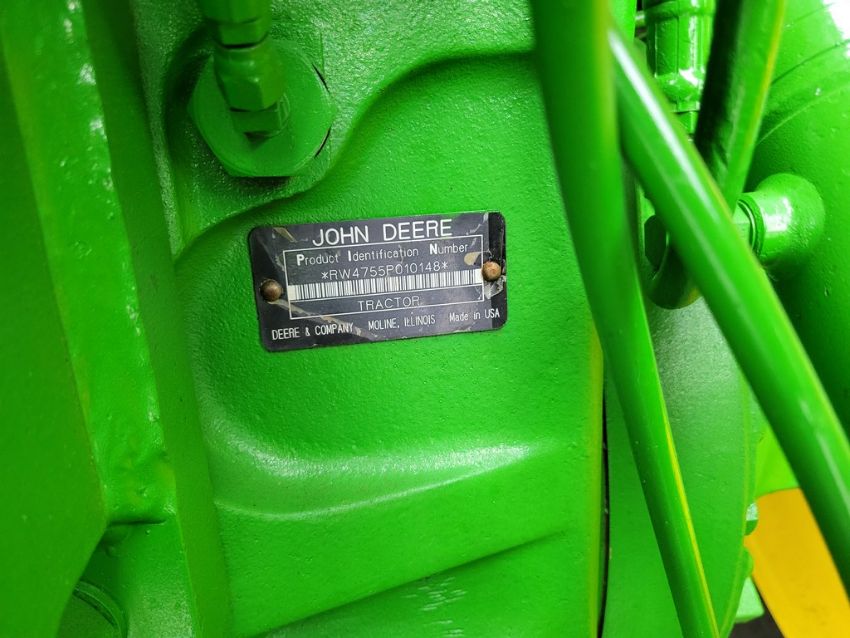 JOHN DEERE
Product Identification Number
*RW4755P010148*
TRACTOR
DEERE & COMPANY MOLINE, ILLINOIS Made in USA